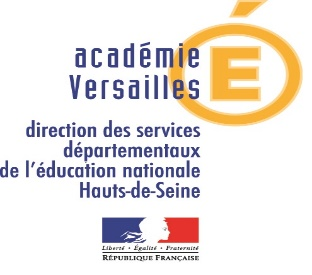 académie
Versailles
É
direction des services
départementaux
de l'éducation nationale
Hauts-de-Seine
Liberté • Égalité • Fraternité
RÉPUBLIQUE FRANÇAISE